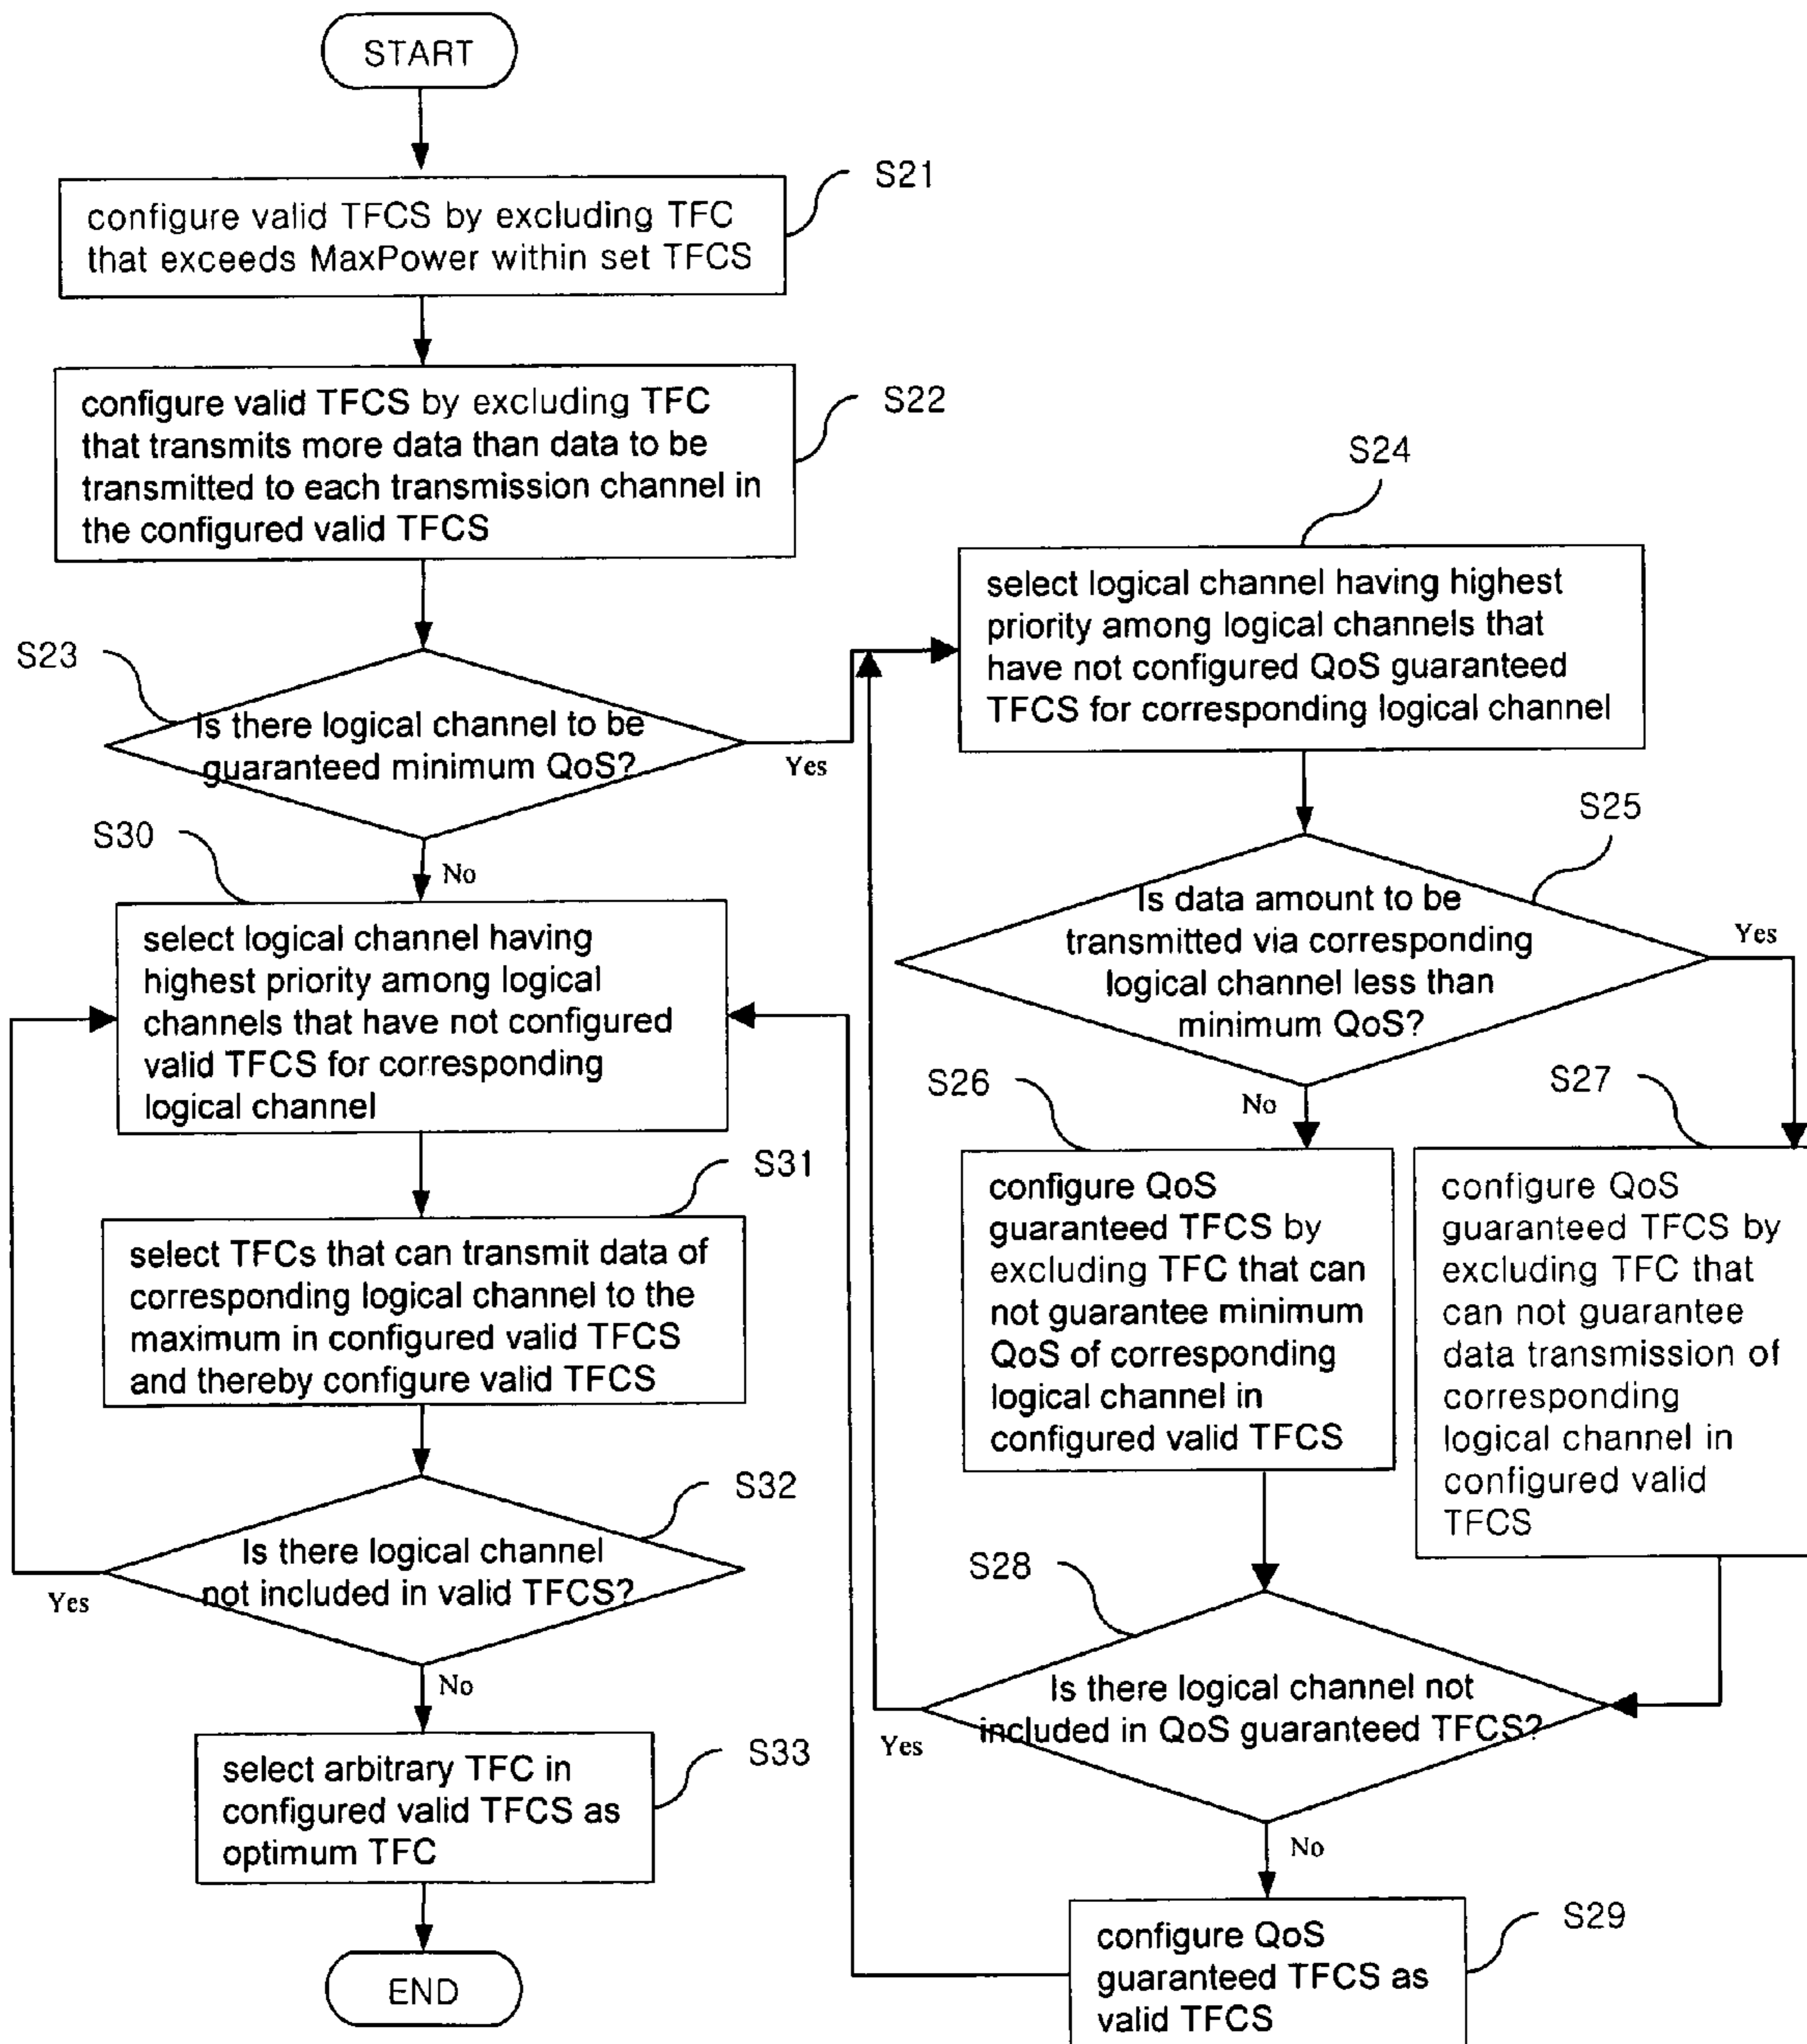 START
S21
configure valid TFCS by excluding TFC
that exceeds MaxPower within set TFCS
S22
configure valid TFCS by excluding TFC
that transmits more data than data to be
transmitted to each transmission channel in
the configured valid TFCS
S23
Is there logical channel to be
guaranteed minimum QoS?
Yes
No
S24
select logical channel having highest
priority among logical channels that
have not configured QoS guaranteed
TFCS for corresponding logical channel
S25
Is data amount to be
transmitted via corresponding
logical channel less than
minimum QoS?
Yes
No
S26
configure QoS
guaranteed TFCS by
excluding TFC that can
not guarantee minimum
QoS of corresponding
logical channel in
configured valid TFCS
S27
configure QoS
guaranteed TFCS by
excluding TFC that
can not guarantee
data transmission of
corresponding
logical channel in
configured valid
TFCS
S28
Is there logical channel not
included in QoS guaranteed TFCS?
Yes
No
S29
configure QoS
guaranteed TFCS as
valid TFCS
S30
select logical channel having
highest priority among logical
channels that have not configured
valid TFCS for corresponding
logical channel
S31
select TFCs that can transmit data of
corresponding logical channel to the
maximum in configured valid TFCS
and thereby configure valid TFCS
S32
Is there logical channel
not included in valid TFCS?
Yes
No
S33
select arbitrary TFC in
configured valid TFCS as
optimum TFC
END